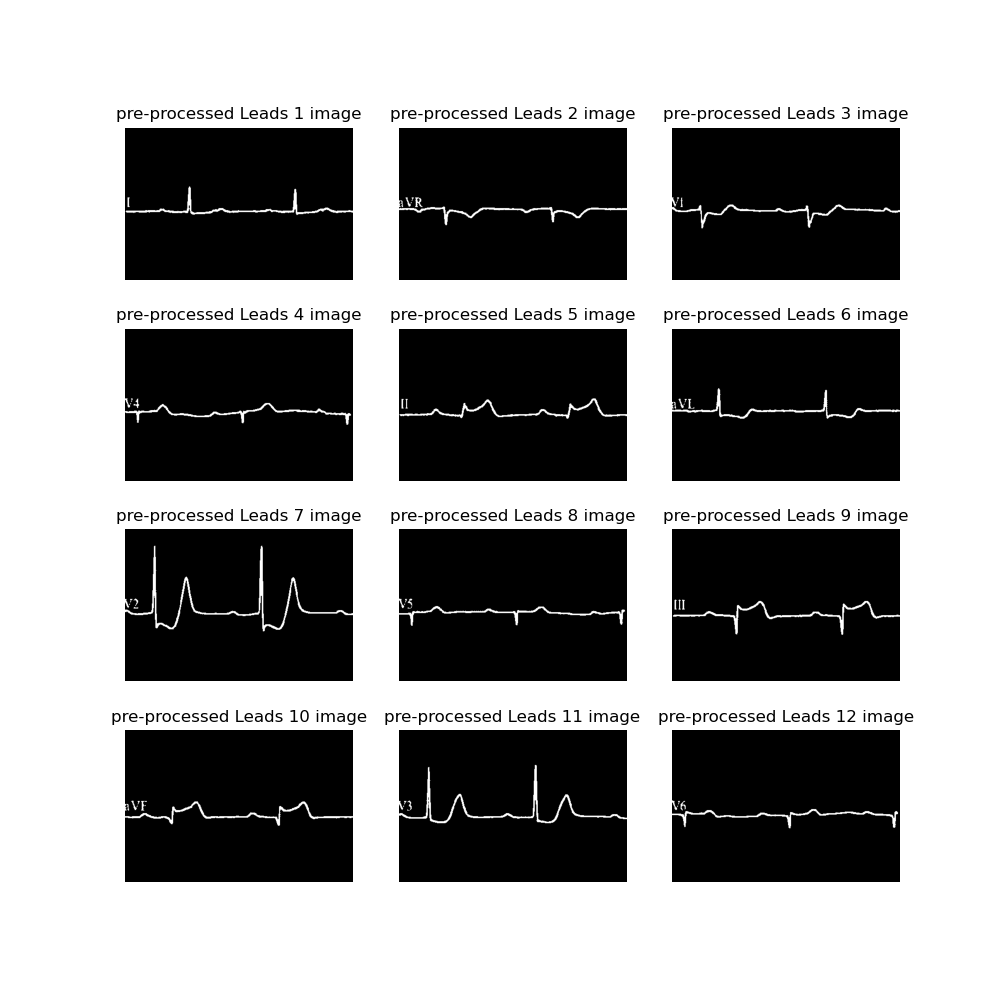 pre-processed Leads 1 image
pre-processed Leads 2 image
pre-processed Leads 3 image
I
aVR
V1
pre-processed Leads 4 image
pre-processed Leads 5 image
pre-processed Leads 6 image
V4
II
aVL
pre-processed Leads 7 image
pre-processed Leads 8 image
pre-processed Leads 9 image
V2
V5
III
pre-processed Leads 10 image
pre-processed Leads 11 image
pre-processed Leads 12 image
aVF
V3
V6